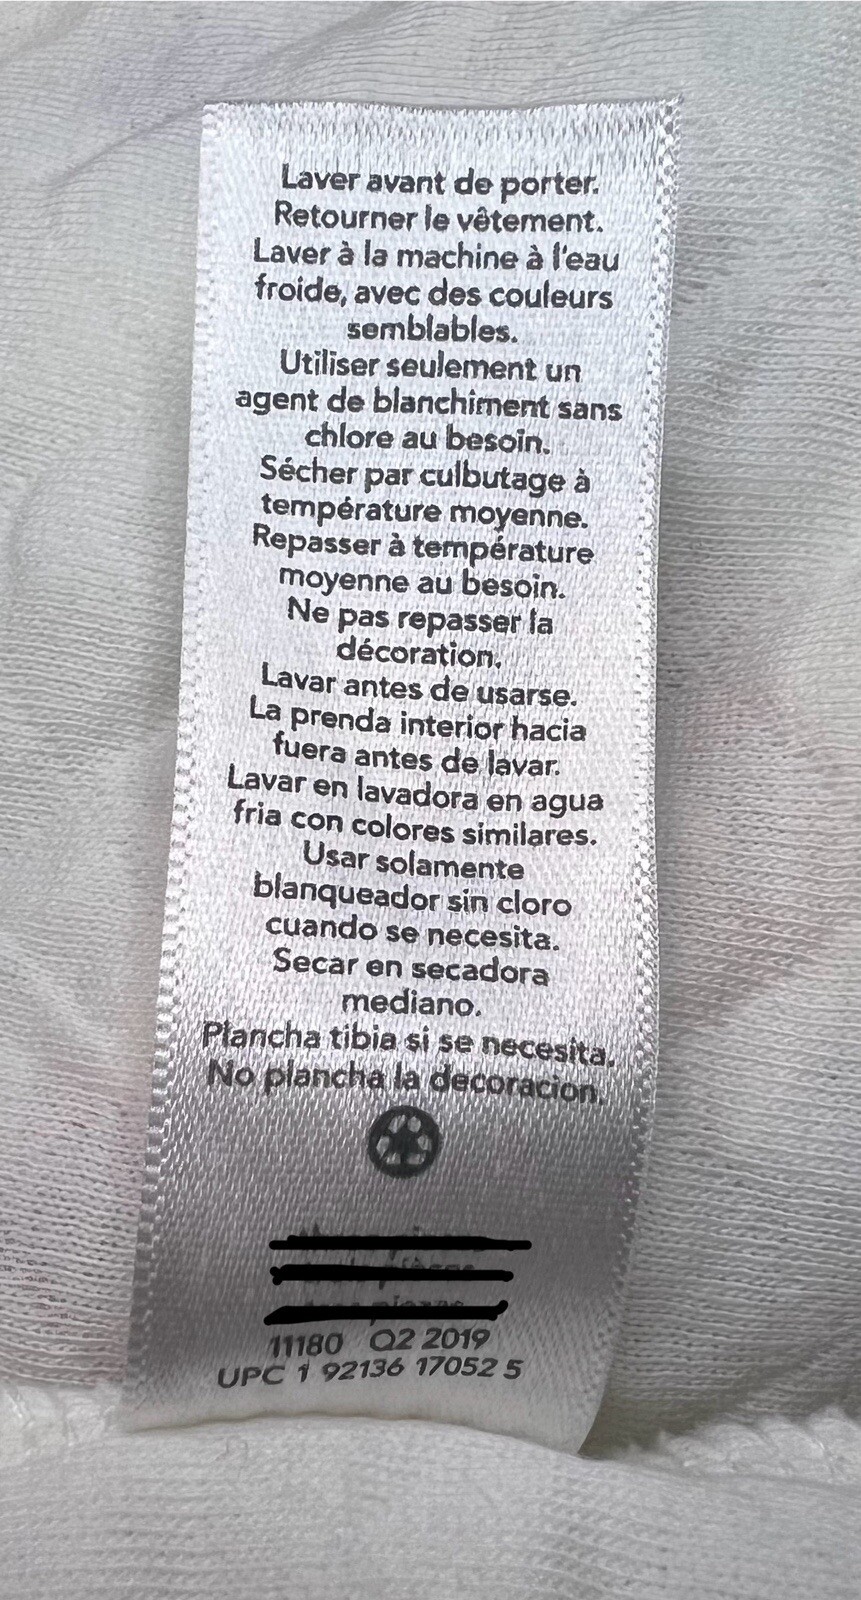 Laver avant de porter.
Retourner le vêtement.
Laver à la machine à l'eau
froide, avec des couleurs
semblables.
Utiliser seulement un
agent de blanchiment sans
chlore au besoin.
Sécher par culbutage à
température moyenne.
Repasser à température
moyenne au besoin.
Ne pas repasser la
décoration.
Lavar antes de usarse.
La prenda interior hacia
fuera antes de lavar.
Lavar en lavadora en agua
fria con colores similares.
Usar solamente
blanqueador sin cloro
cuando se necesita.
Secar en secadora
mediano.
Plancha tibia si se necesita.
No plancha la decoracion.
11180 Q2 2019
UPC 1 92136 17052 5